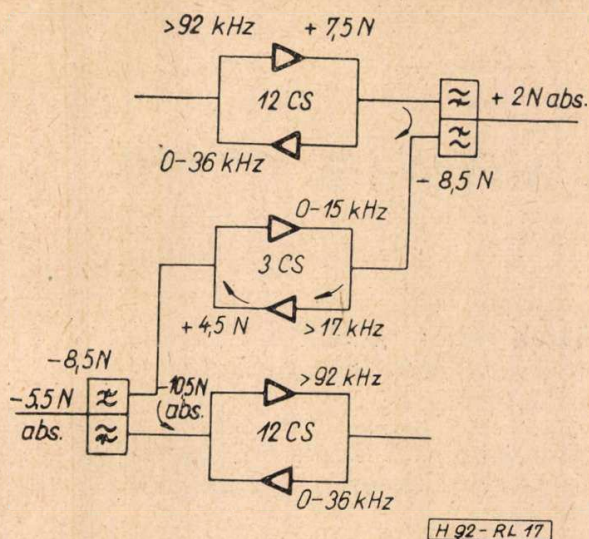 >92 kHz
+ 7,5 N
12 CS
+ 2N abs.
0-36 kHz
- 8,5 N
0-15 kHz
3 CS
+ 4,5 N
>17 kHz
-8,5N
-5,5 N
abs.
-10,5N
abs.
>92 kHz
12 CS
0-36 kHz
H 92-RL 17